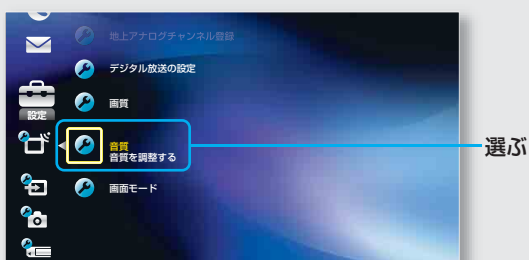 地上アナログチャンネル登録
デジタル放送の設定
画質
設定
音質
音質を調整する
選ぶ
画面モード